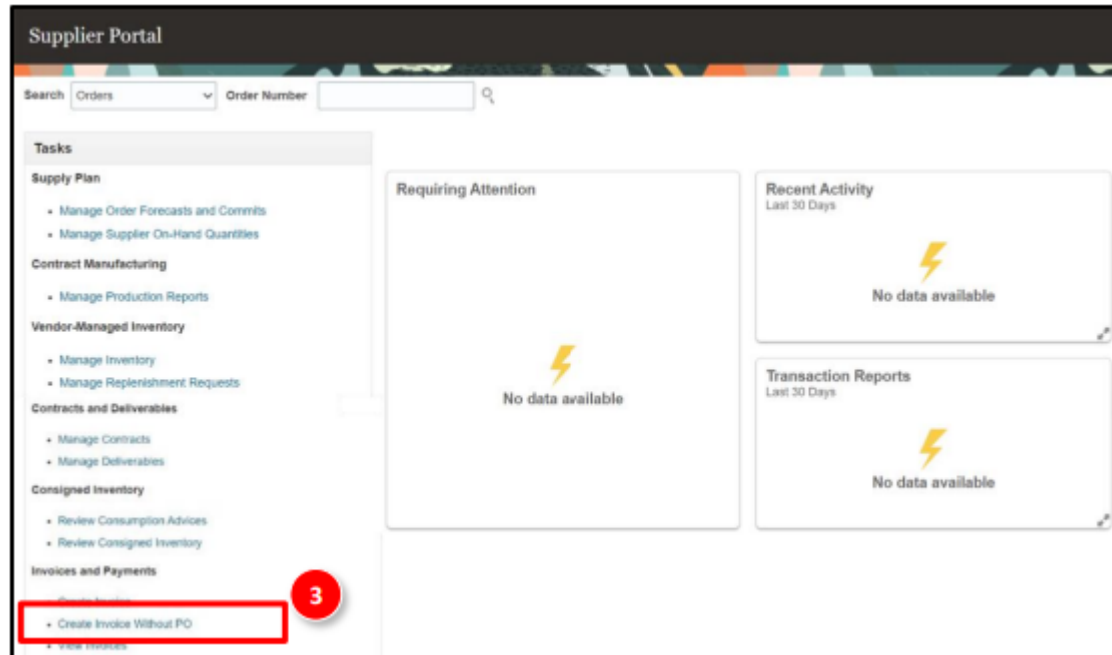 Supplier Portal
Search Orders Order Number
Tasks
Supply Plan
Manage Order Forecasts and Commits
Manage Supplier On-Hand Quantities
Contract Manufacturing
Manage Production Reports
Vendor-Managed Inventory
Manage Inventory
Manage Replenishment Requests
Contracts and Deliverables
Manage Contracts
Manage Deliverables
Consigned Inventory
Review Consumption Advices
Review Consigned Inventory
Invoices and Payments
Create Invoice
Create Invoice Without PO
View Invoices
3
Requiring Attention
No data available
Recent Activity
Last 30 Days
No data available
Transaction Reports
Last 30 Days
No data available